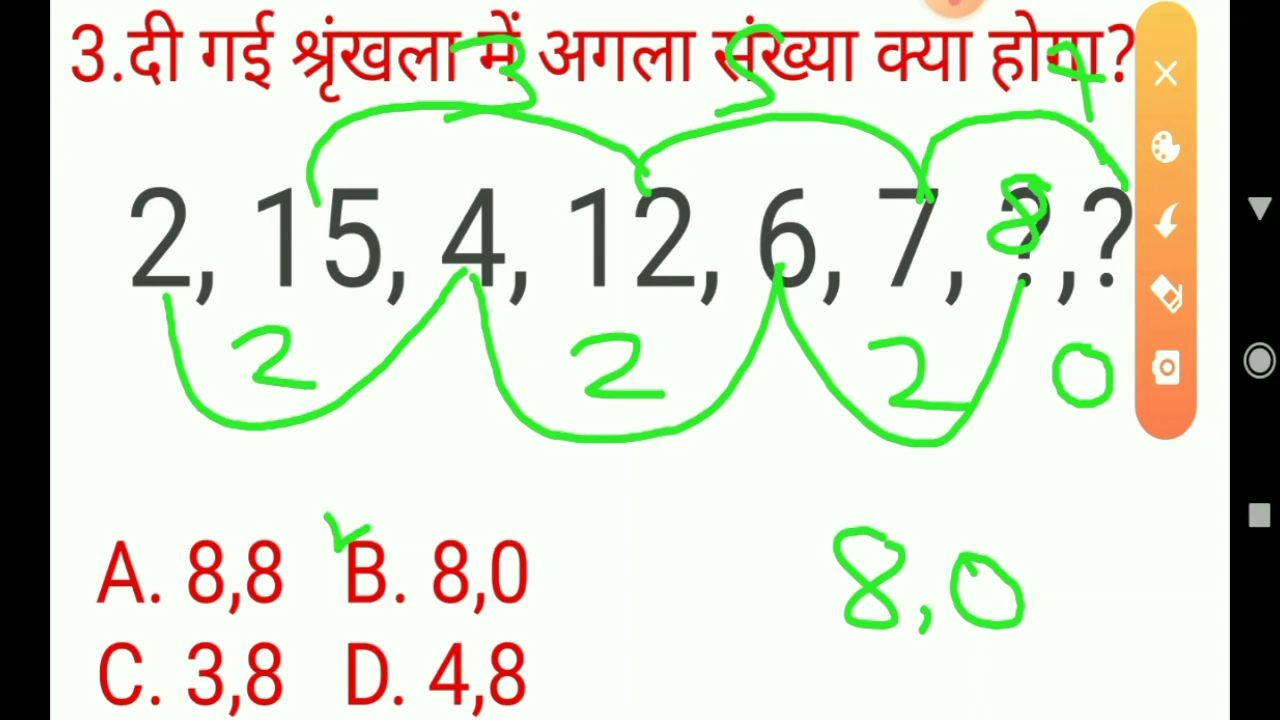 3.दी गई श्रृंखला में अगला संख्या क्या होगा?
3 5 7
2, 15, 4, 12, 6, 7, ?,?
8
2 2 2 0
A. 8,8 B. 8,0
8,0
C. 3,8 D. 4,8